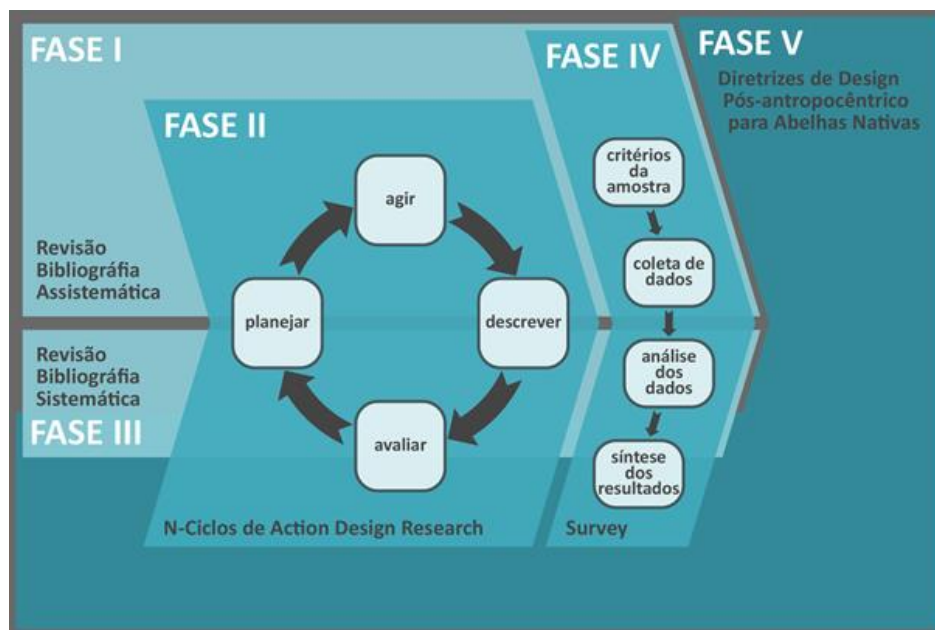 FASE I
Revisão
Bibliográfia
Assistemática
FASE II
agir
descrever
avaliar
planejar
N-Ciclos de Action Design Research
Revisão
Bibliográfia
Sistemática
FASE III
FASE IV
critérios
da
amostra
coleta de
dados
análise
dos
dados
síntese
dos
resultados
Survey
FASE V
Diretrizes de Design
Pós-antropocêntrico
para Abelhas Nativas